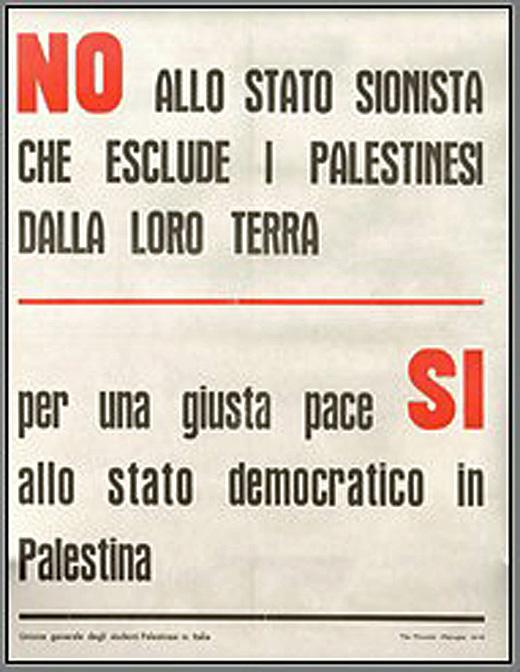 NO ALLO STATO SIONISTA
CHE ESCLUDE I PALESTINESI
DALLA LORO TERRA
per una giusta pace SI
allo stato democratico in
Palestina
Unione generale degli studenti Palestinesi in Italia